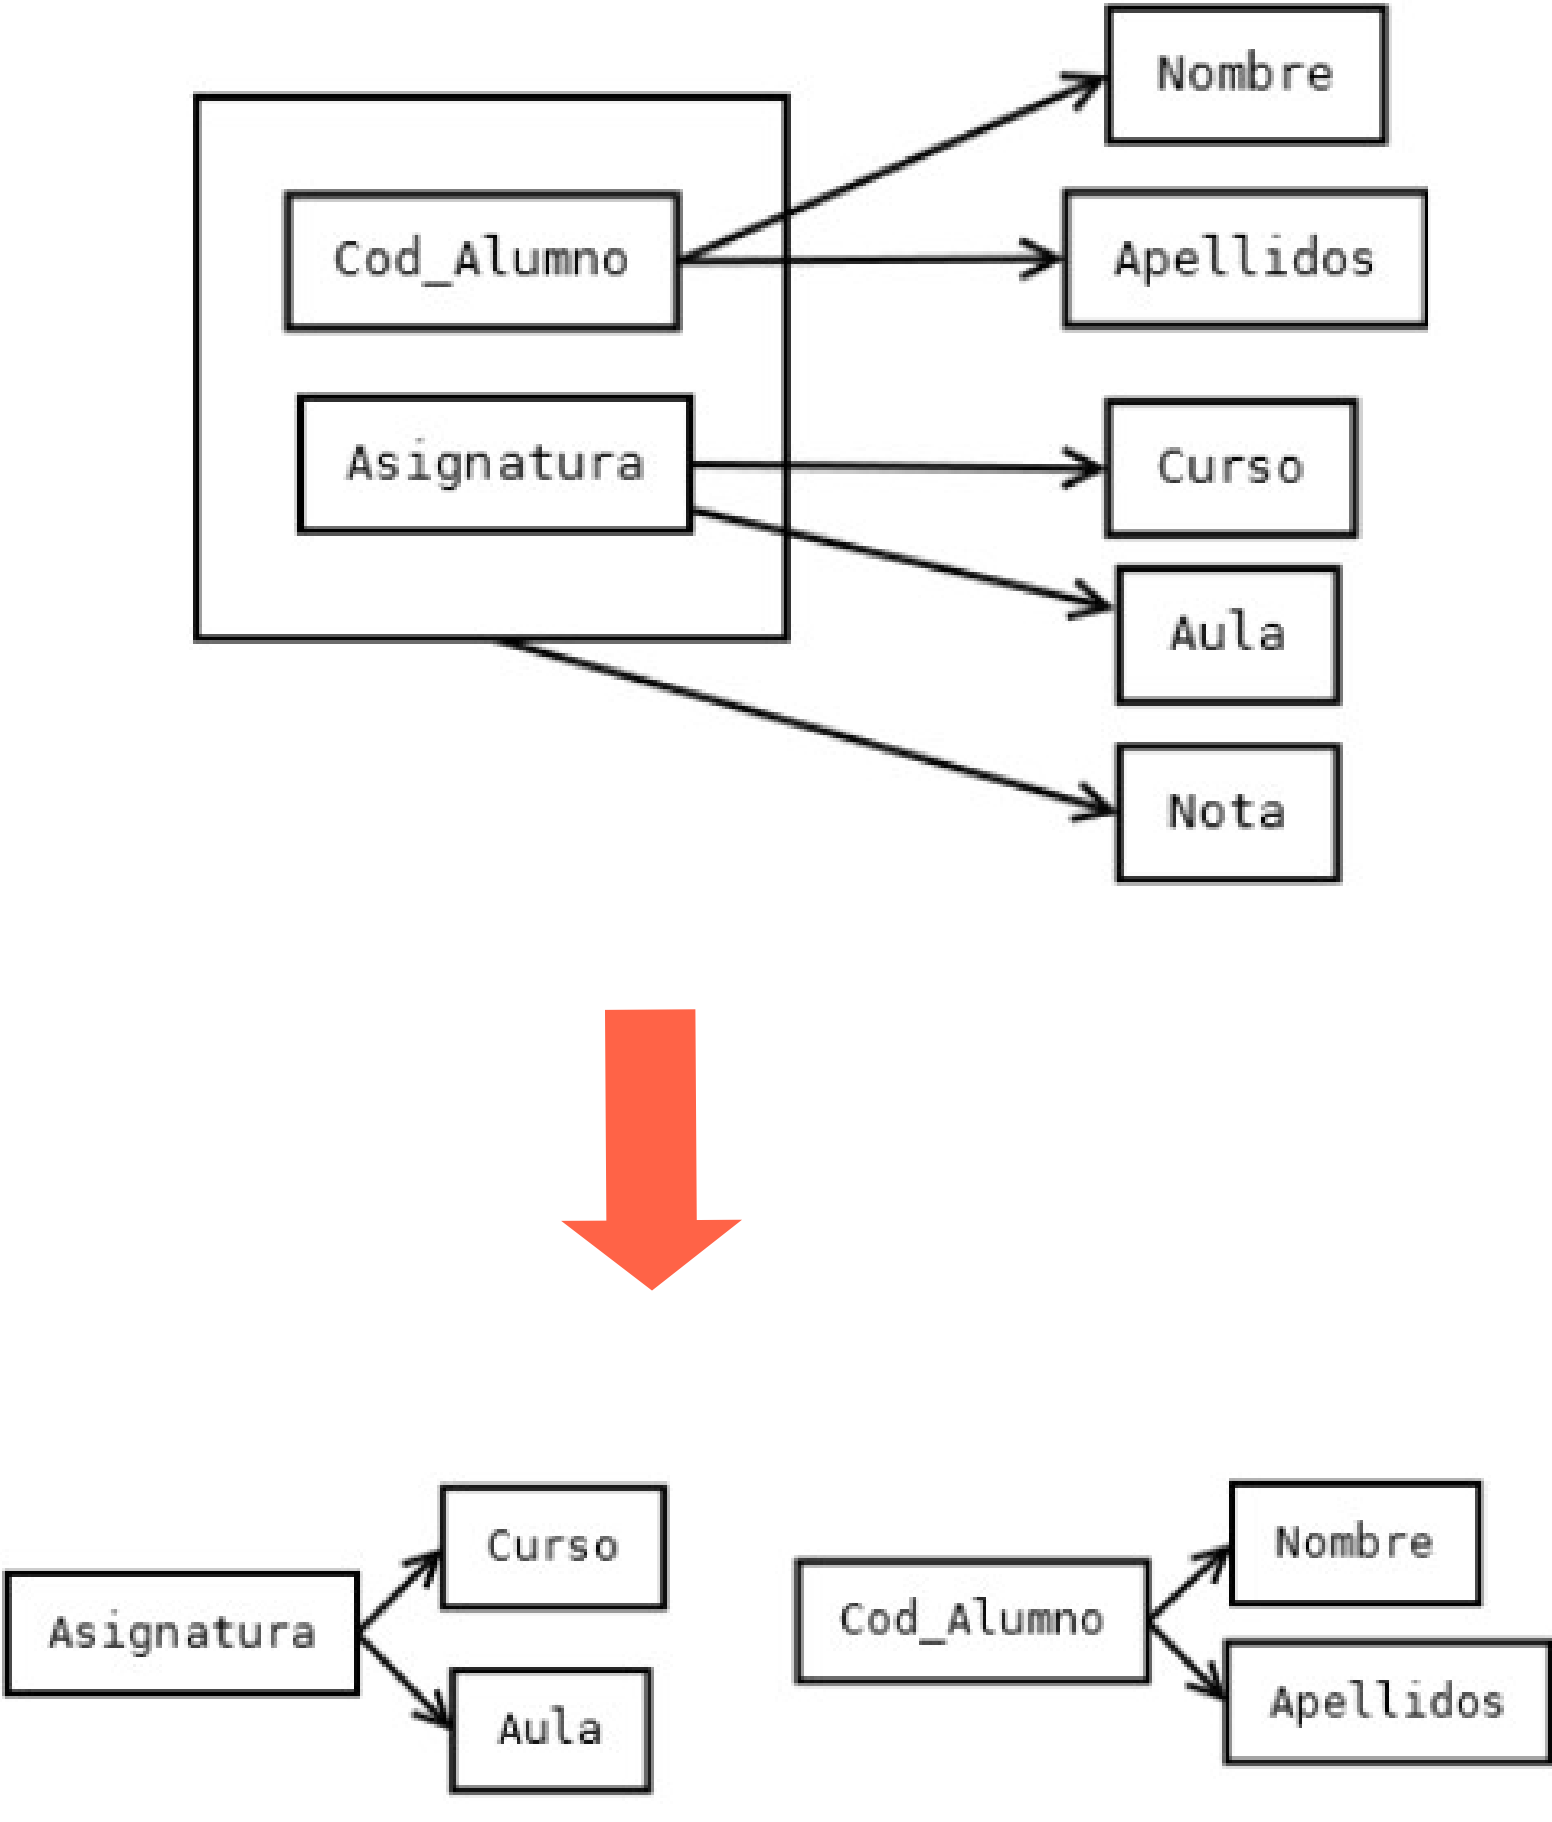 Nombre
Cod_Alumno
Apellidos
Asignatura
Curso
Aula
Nota
Curso
Nombre
Asignatura
Cod_Alumno
Aula
Apellidos